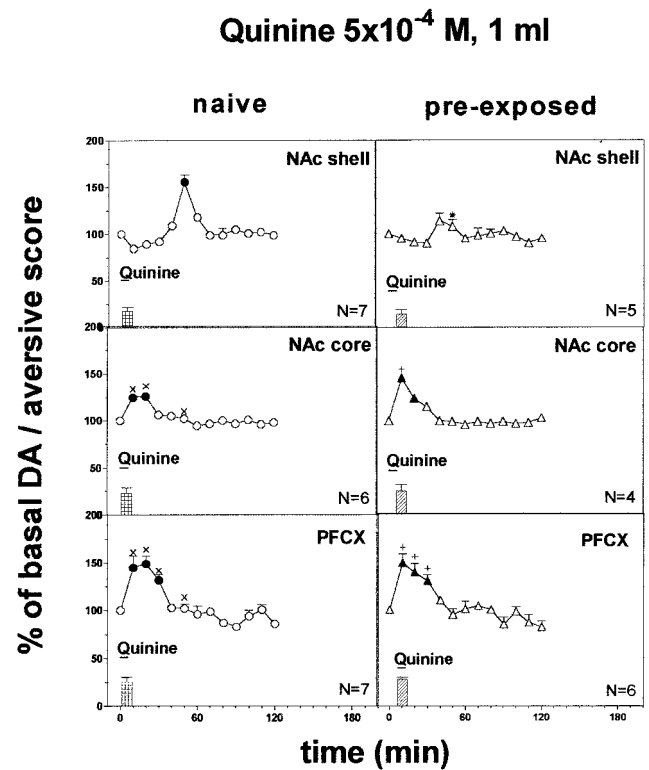 Quinine 5x10⁻⁴ M, 1 ml
naive
pre-exposed
% of basal DA / aversive score
200
150
100
50
NAc shell
Quinine
N=7
NAc shell
*
Quinine
N=5
200
150
100
50
NAc core
x x x
Quinine
N=6
NAc core
+
Quinine
N=4
200
150
100
50
0
PFCX
x x x x
Quinine
N=7
PFCX
+ + +
Quinine
N=6
0 60 120 180
0 60 120
time (min)